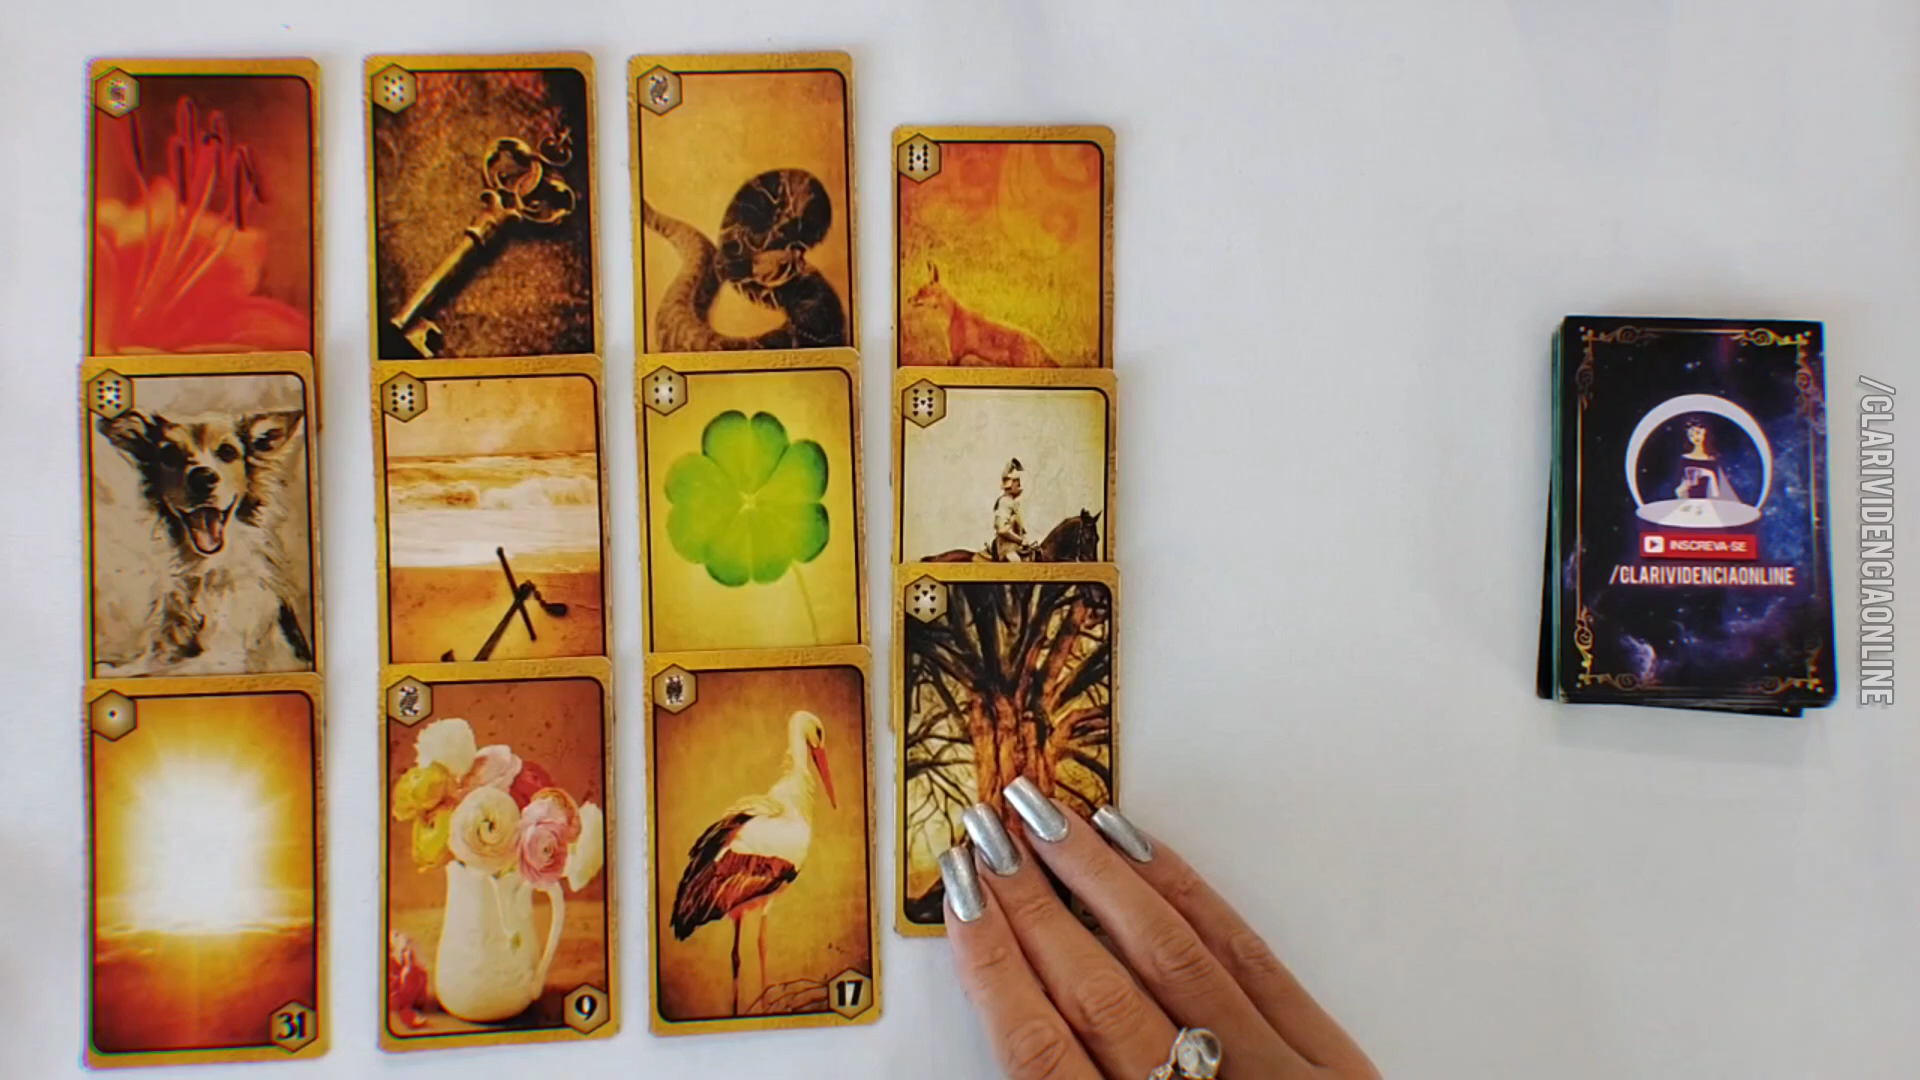 31
9
17
INSCREVA-SE
/CLARIVIDENCIAONLINE
/CLARIVIDENCIAONLINE